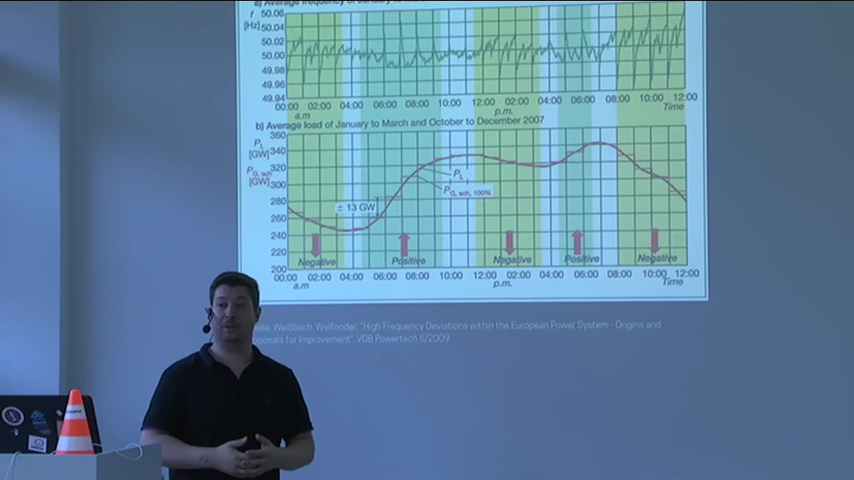 a) Average frequency of January to
f
[Hz]
50.06
50.04
50.02
50.00
49.98
49.96
49.94
00:00 02:00 04:00 06:00 08:00 10:00 12:00 02:00 04:00 06:00 08:00 10:00 12:00
a.m
p.m.
Time
b) Average load of January to March and October to December 2007
P_L
[GW]
P_G, sch
[GW]
360
340
320
300
280
260
240
220
200
P_L
P_G, sch, 100%
± 13 GW
Negative Positive Negative Positive Negative
00:00 02:00 04:00 06:00 08:00 10:00 12:00 02:00 04:00 06:00 08:00 10:00 12:00
a.m
p.m.
Time
Weißbach, Welfonder: "High Frequency Deviations within the European Power System - Origins and
for Improvement", VGB Powertech 6/2009